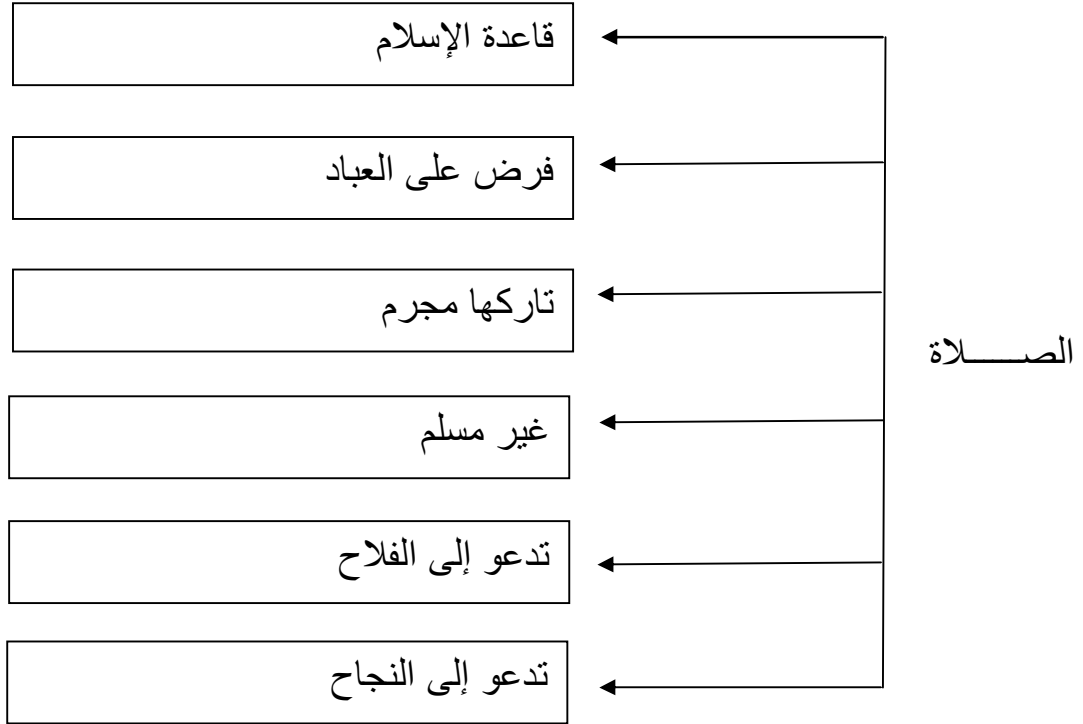 قاعدة الإسلام
فرض على العباد
تاركها مجرم
الصـــــلاة
غير مسلم
تدعو إلى الفلاح
تدعو إلى النجاح